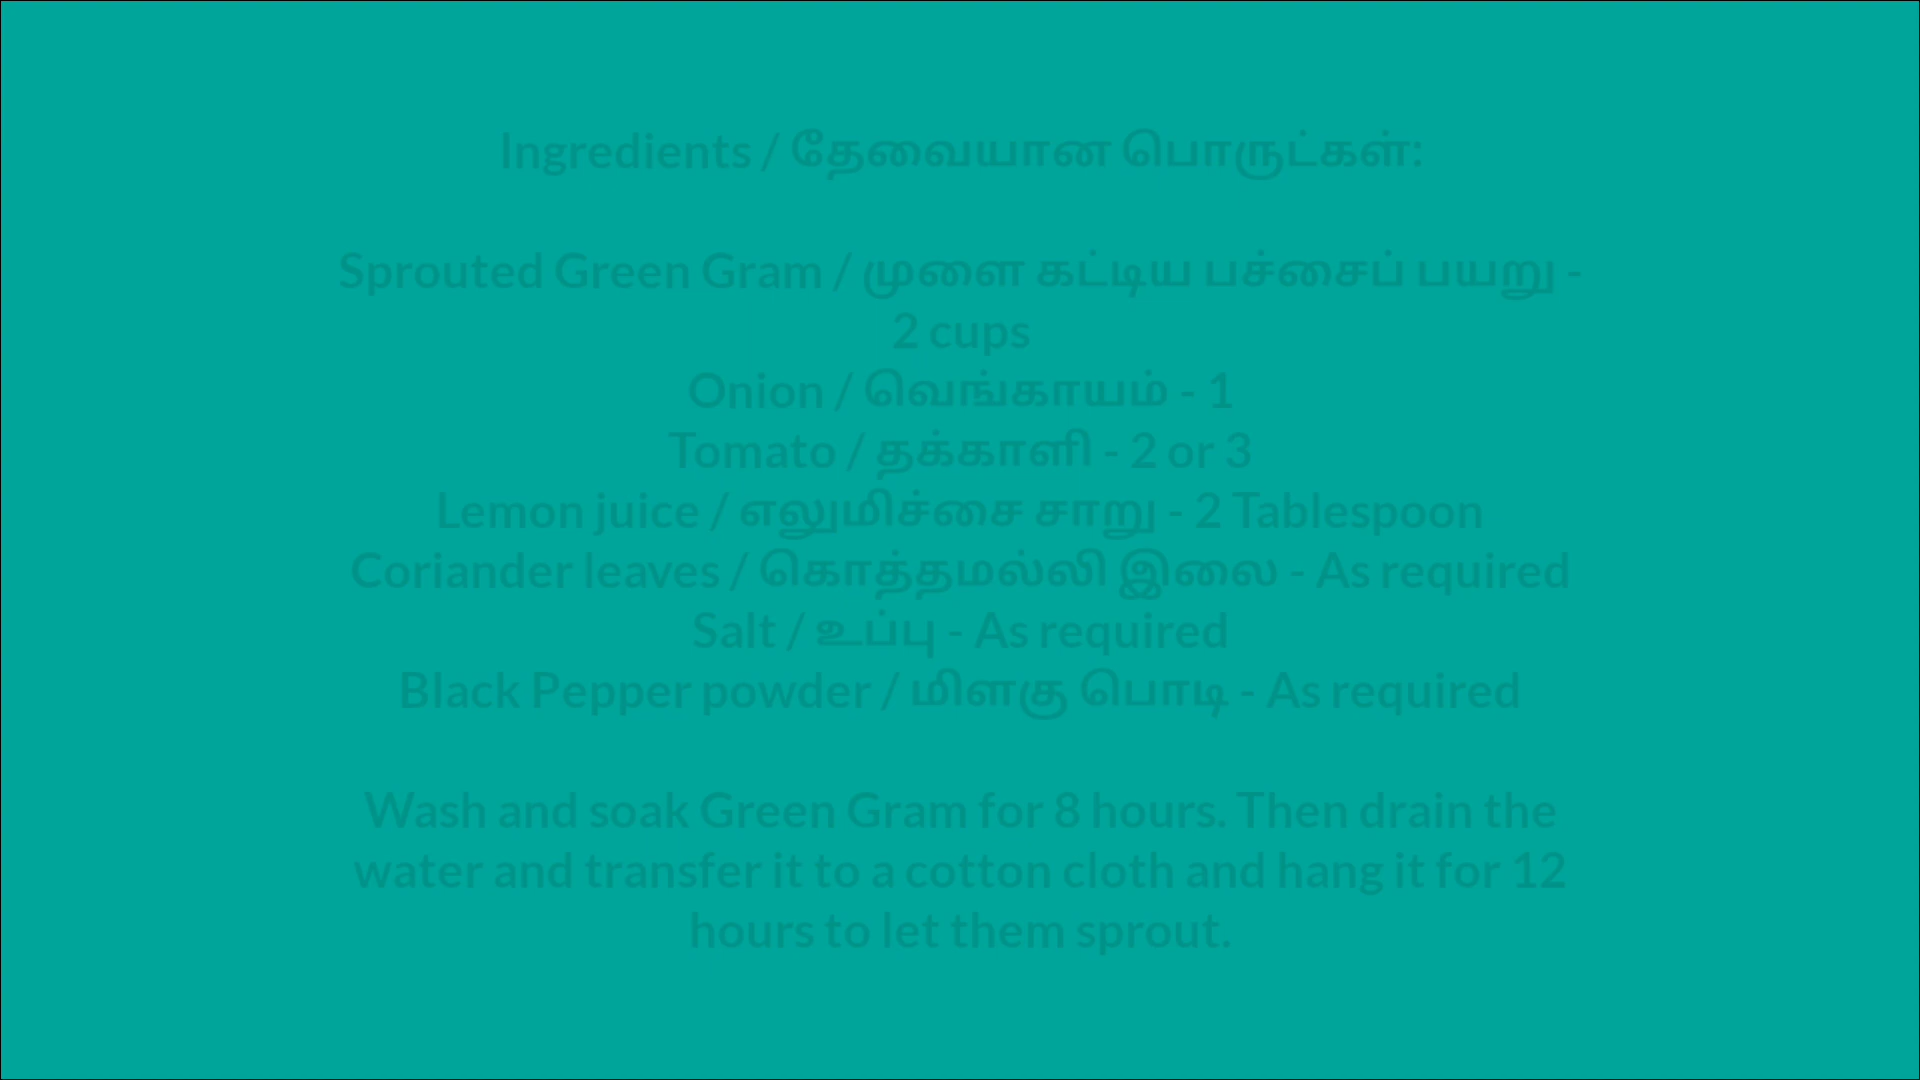 Ingredients / தேவையான பொருட்கள்:
Sprouted Green Gram / முளை கட்டிய பச்சைப் பயறு -
2 cups
Onion / வெங்காயம் - 1
Tomato / தக்காளி - 2 or 3
Lemon juice / எலுமிச்சை சாறு - 2 Tablespoon
Coriander leaves / கொத்தமல்லி இலை - As required
Salt / உப்பு - As required
Black Pepper powder / மிளகு பொடி - As required
Wash and soak Green Gram for 8 hours. Then drain the
water and transfer it to a cotton cloth and hang it for 12
hours to let them sprout.